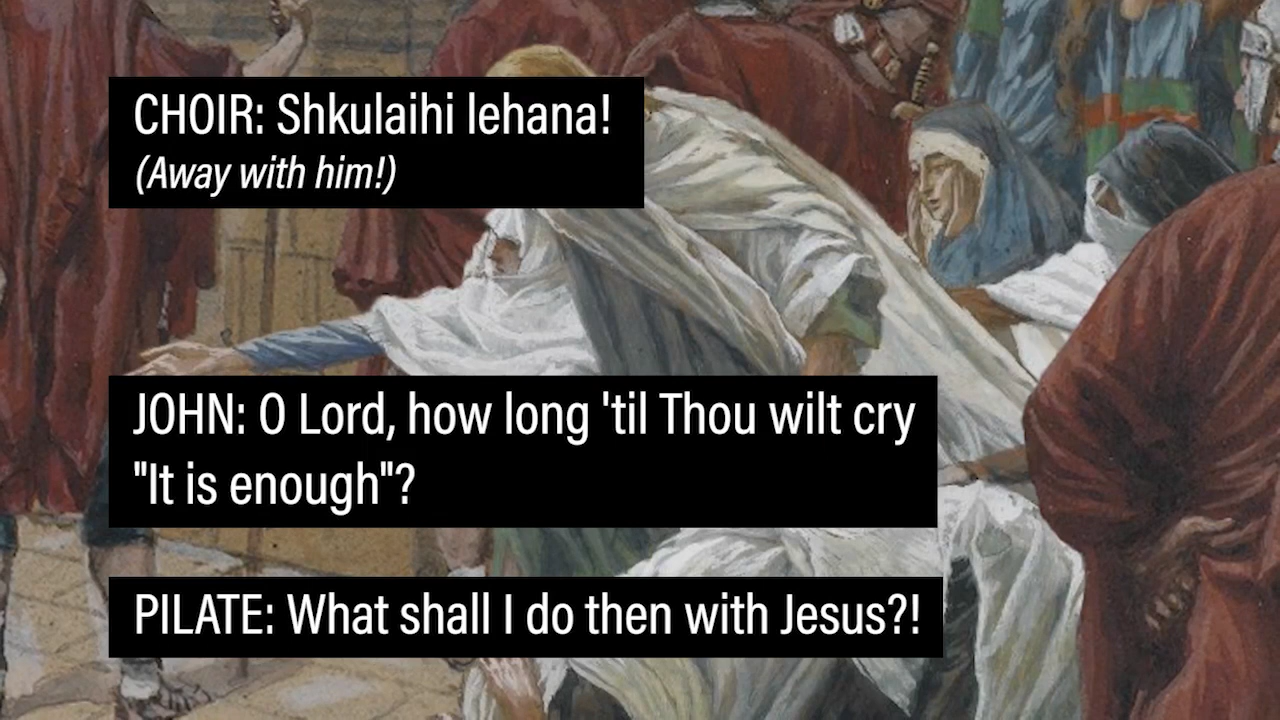 CHOIR: Shkulaihi lehana!
(Away with him!)
JOHN: O Lord, how long 'til Thou wilt cry
"It is enough"?
PILATE: What shall I do then with Jesus?!